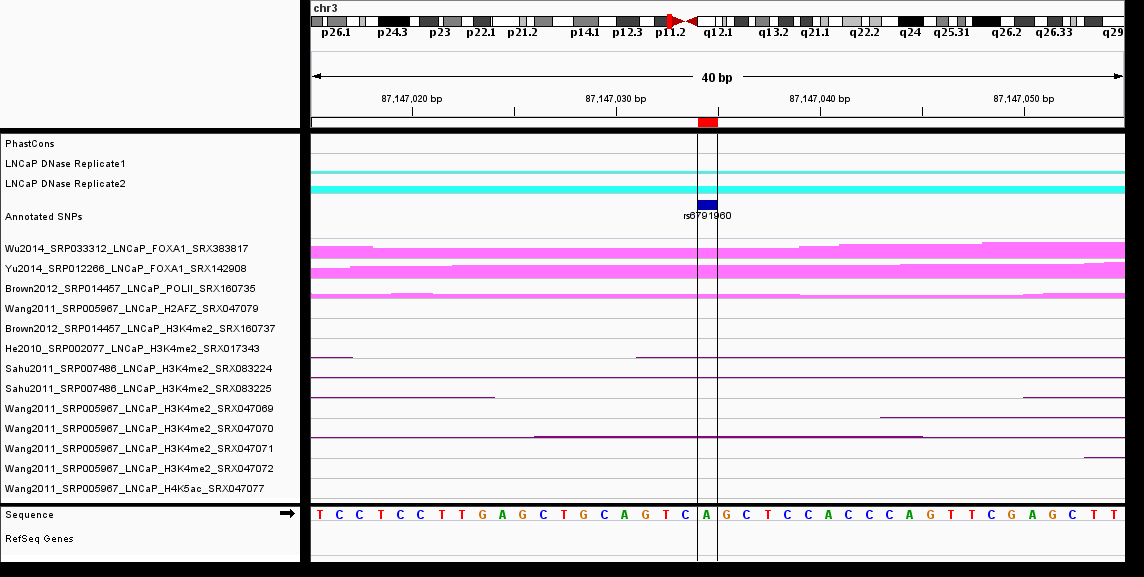 chr3
p26.1 p24.3 p23 p22.1 p21.2 p14.1 p12.3 p11.2 q12.1 q13.2 q21.1 q22.2 q24 q25.31 q26.2 q26.33 q29
40 bp
87,147,020 bp 87,147,030 bp 87,147,040 bp 87,147,050 bp
PhastCons
LNCaP DNase Replicate1
LNCaP DNase Replicate2
Annotated SNPs
rs6791960
Wu2014_SRP033312_LNCaP_FOXA1_SRX383817
Yu2014_SRP012266_LNCaP_FOXA1_SRX142908
Brown2012_SRP014457_LNCaP_POLII_SRX160735
Wang2011_SRP005967_LNCaP_H2AFZ_SRX047079
Brown2012_SRP014457_LNCaP_H3K4me2_SRX160737
He2010_SRP002077_LNCaP_H3K4me2_SRX017343
Sahu2011_SRP007486_LNCaP_H3K4me2_SRX083224
Sahu2011_SRP007486_LNCaP_H3K4me2_SRX083225
Wang2011_SRP005967_LNCaP_H3K4me2_SRX047069
Wang2011_SRP005967_LNCaP_H3K4me2_SRX047070
Wang2011_SRP005967_LNCaP_H3K4me2_SRX047071
Wang2011_SRP005967_LNCaP_H3K4me2_SRX047072
Wang2011_SRP005967_LNCaP_H4K5ac_SRX047077
Sequence T C C T C C T T G A G C T G C A G T C A G C T C C A C C C A G T T C G A G C T T
RefSeq Genes